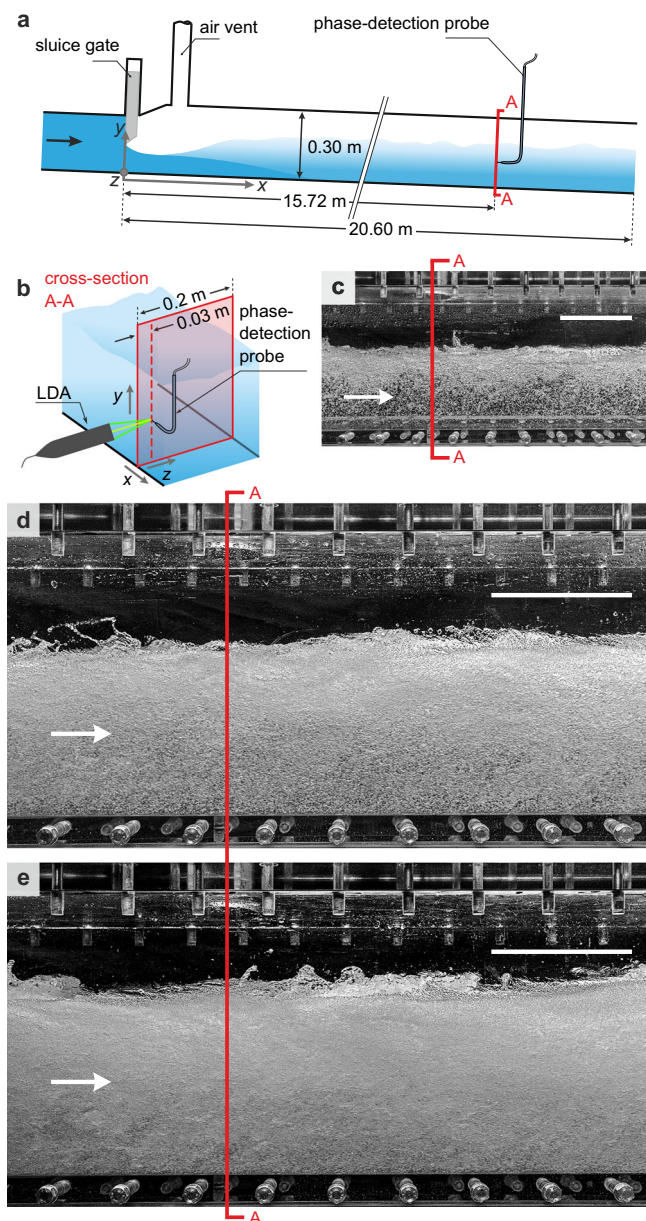 a
sluice gate
air vent
phase-detection probe
A
0.30 m
y
z
x
A
15.72 m
20.60 m
b
cross-section
A-A
0.2 m
0.03 m
phase-
detection
probe
LDA
y
x
z
c
A
A
d
A
e
A